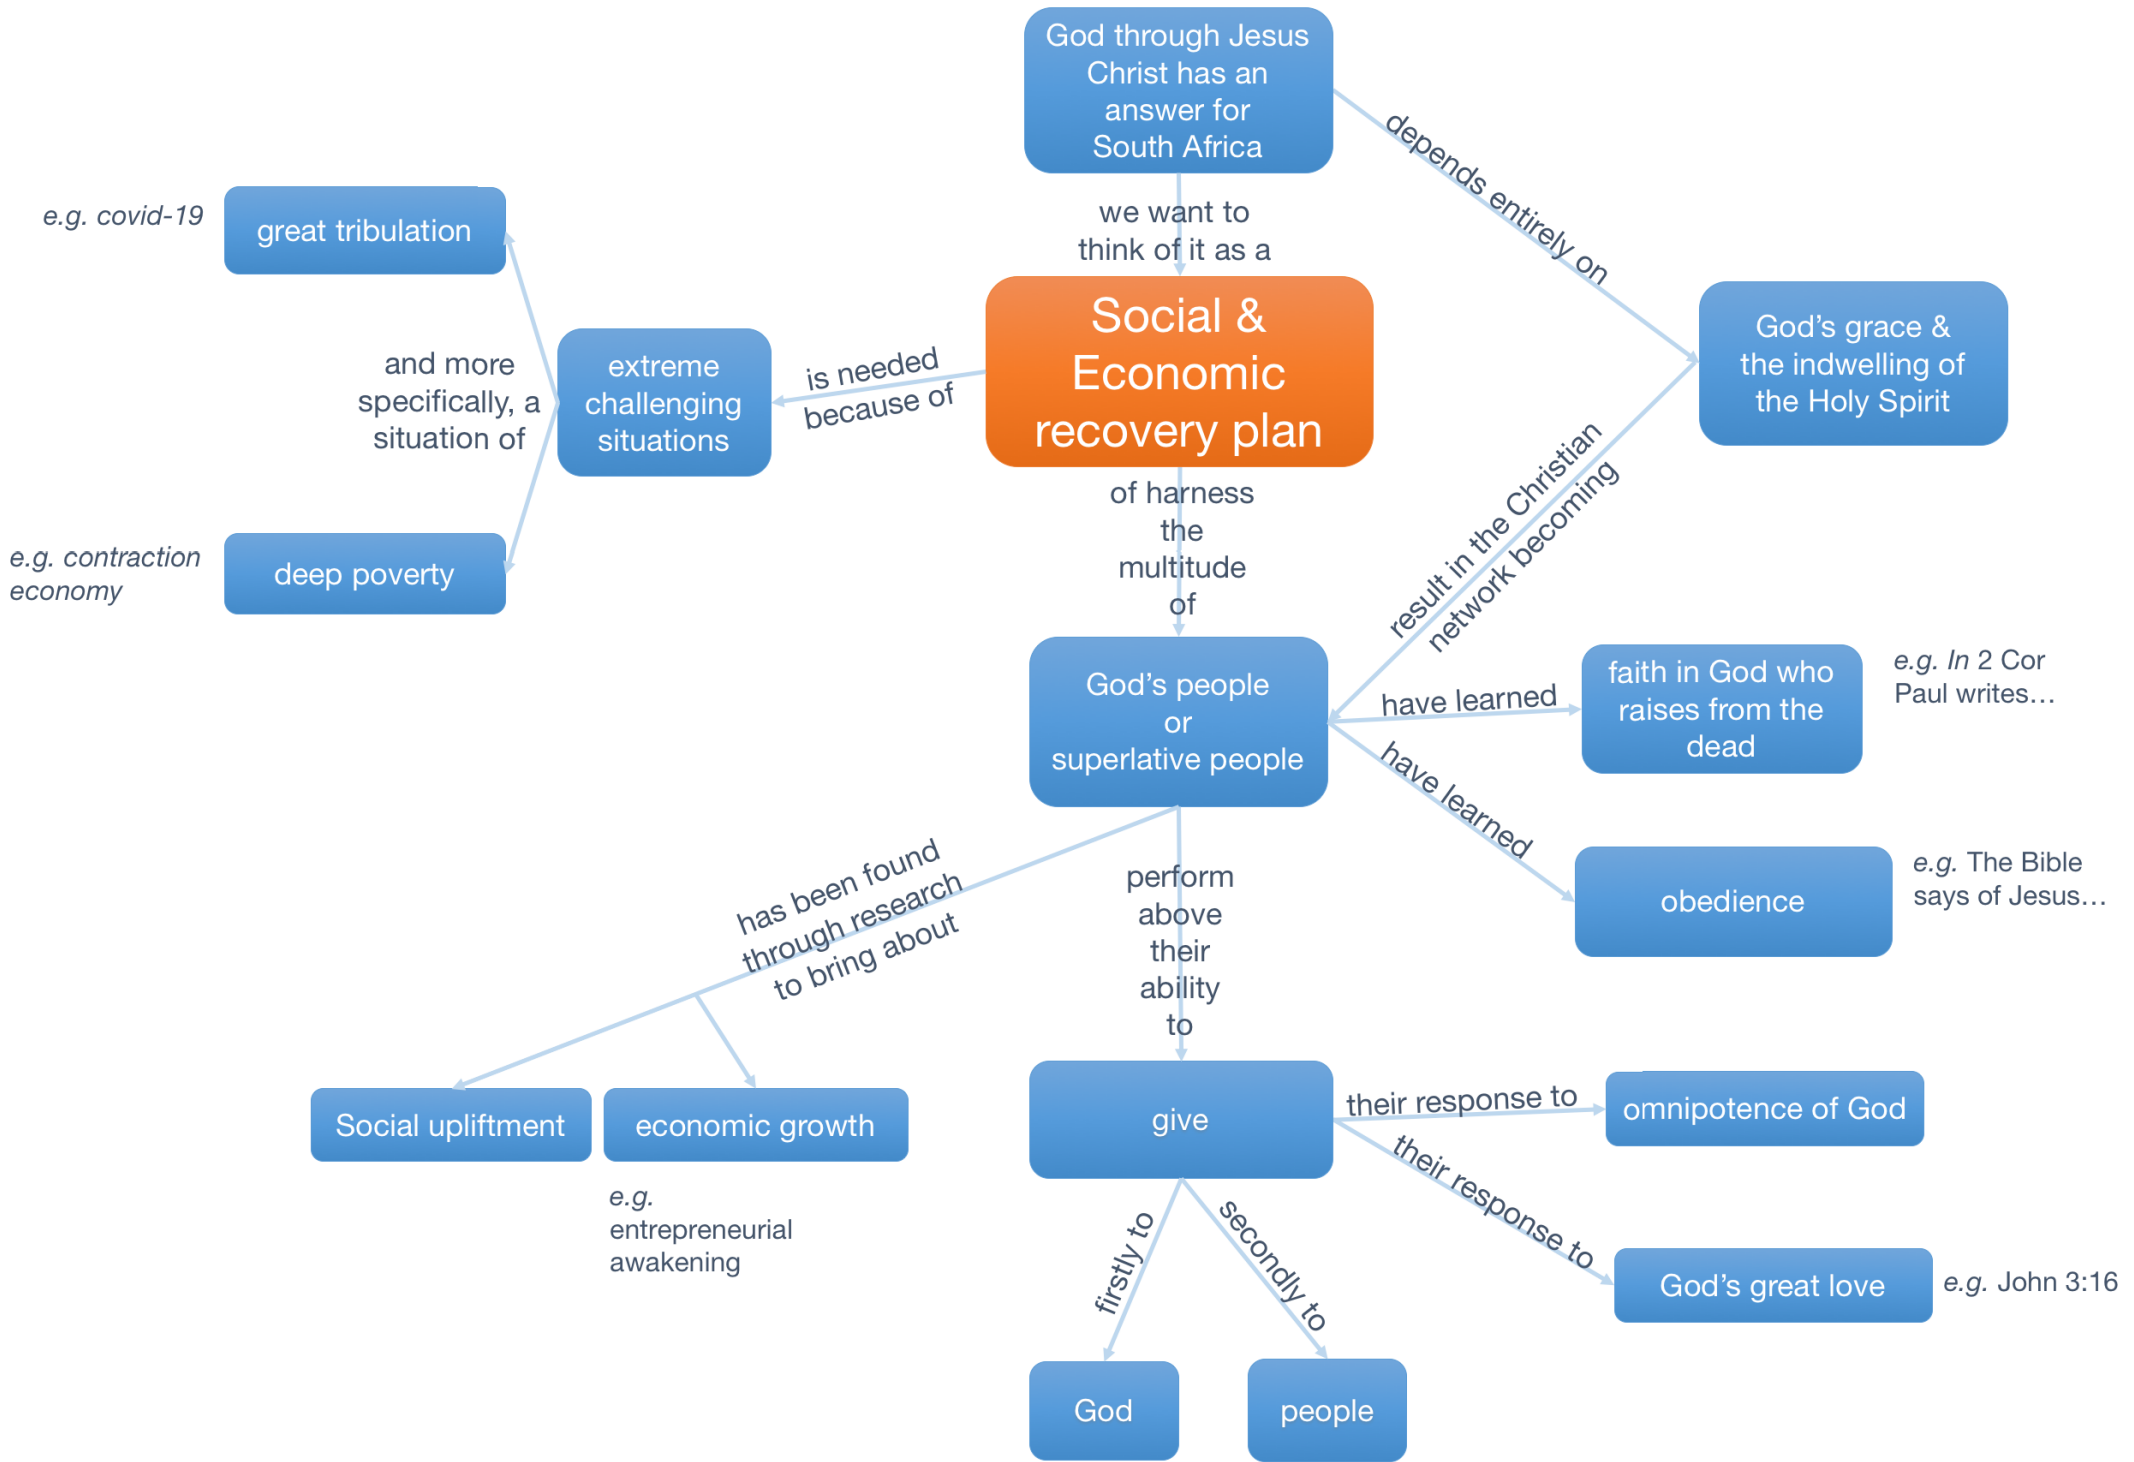 God through Jesus
Christ has an
answer for
South Africa
depends entirely on
we want to
think of it as a
e.g. covid-19
great tribulation
Social &
Economic
recovery plan
God's grace &
the indwelling of
the Holy Spirit
is needed
because of
extreme
challenging
situations
and more
specifically, a
situation of
e.g. contraction
economy
deep poverty
of harness
the
multitude
of
result in the Christian
network becoming
God's people
or
superlative people
have learned
faith in God who
raises from the
dead
e.g. In 2 Cor
Paul writes…
have learned
obedience
e.g. The Bible
says of Jesus…
has been found
through research
to bring about
perform
above
their
ability
to
Social upliftment
economic growth
e.g.
entrepreneurial
awakening
give
their response to
omnipotence of God
their response to
God's great love
e.g. John 3:16
firstly to
secondly to
God
people